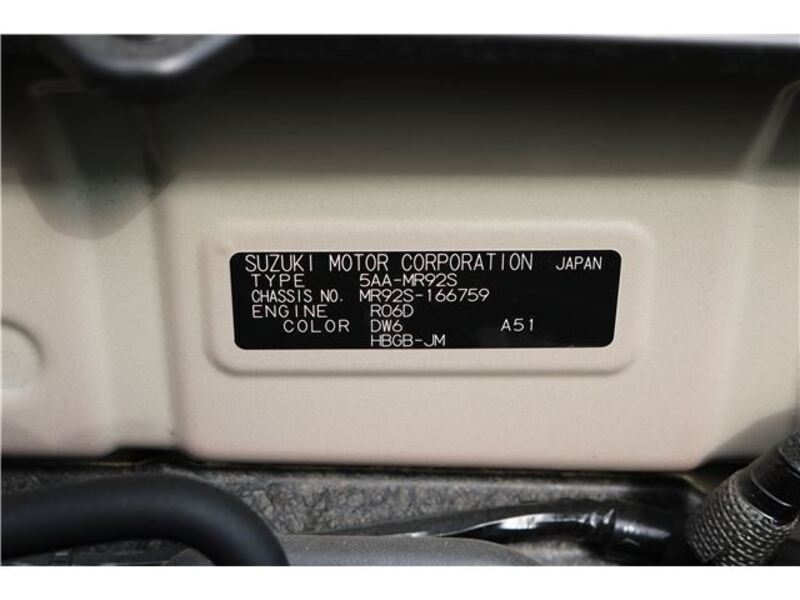 SUZUKI MOTOR CORPORATION JAPAN
TYPE 5AA-MR92S
CHASSIS NO. MR92S-166759
ENGINE R06D
COLOR DW6 A51
HBGB-JM